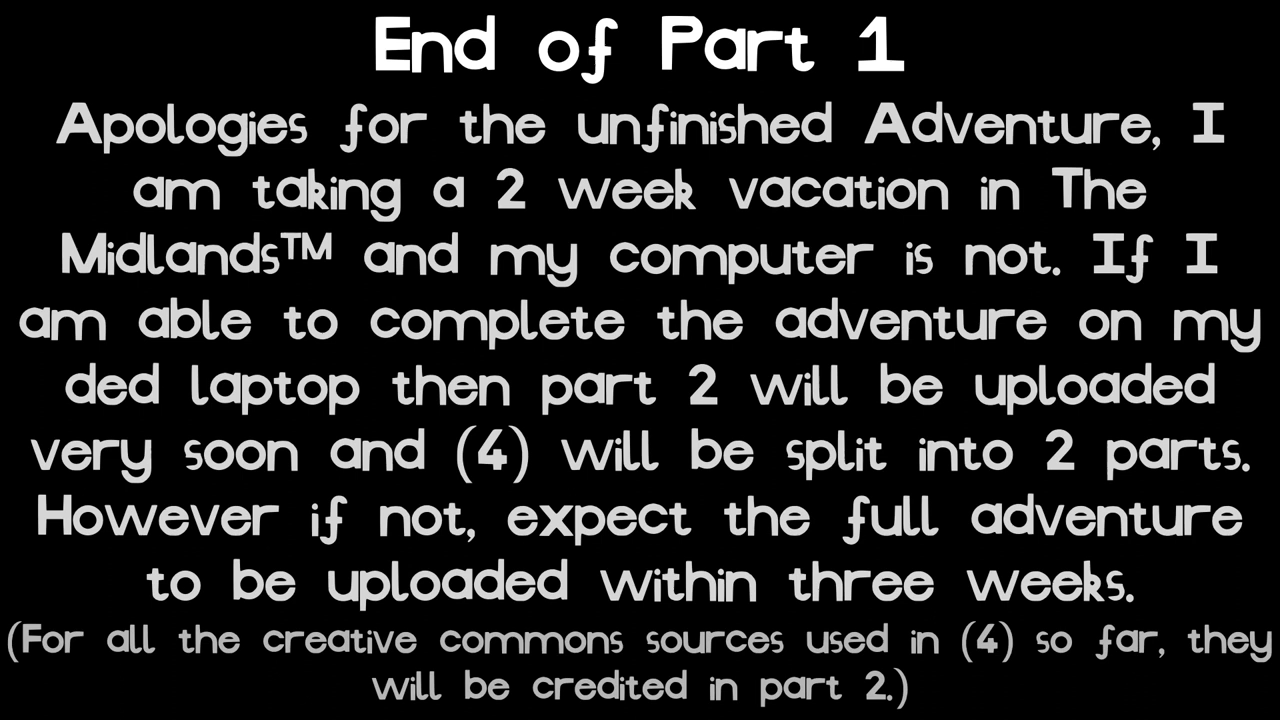 End of Part 1
Apologies for the unfinished Adventure, I
am taking a 2 week vacation in The
Midlands™ and my computer is not. If I
am able to complete the adventure on my
ded laptop then part 2 will be uploaded
very soon and (4) will be split into 2 parts.
However if not, expect the full adventure
to be uploaded within three weeks.
(For all the creative commons sources used in (4) so far, they
will be credited in part 2.)